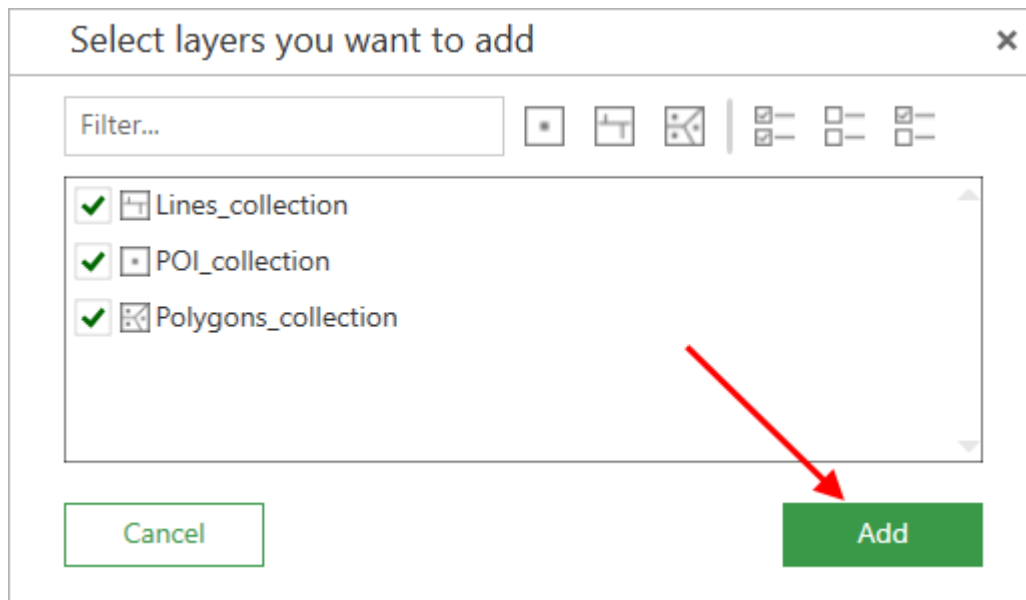 Select layers you want to add
Filter...
Lines_collection
POI_collection
Polygons_collection
Cancel
Add